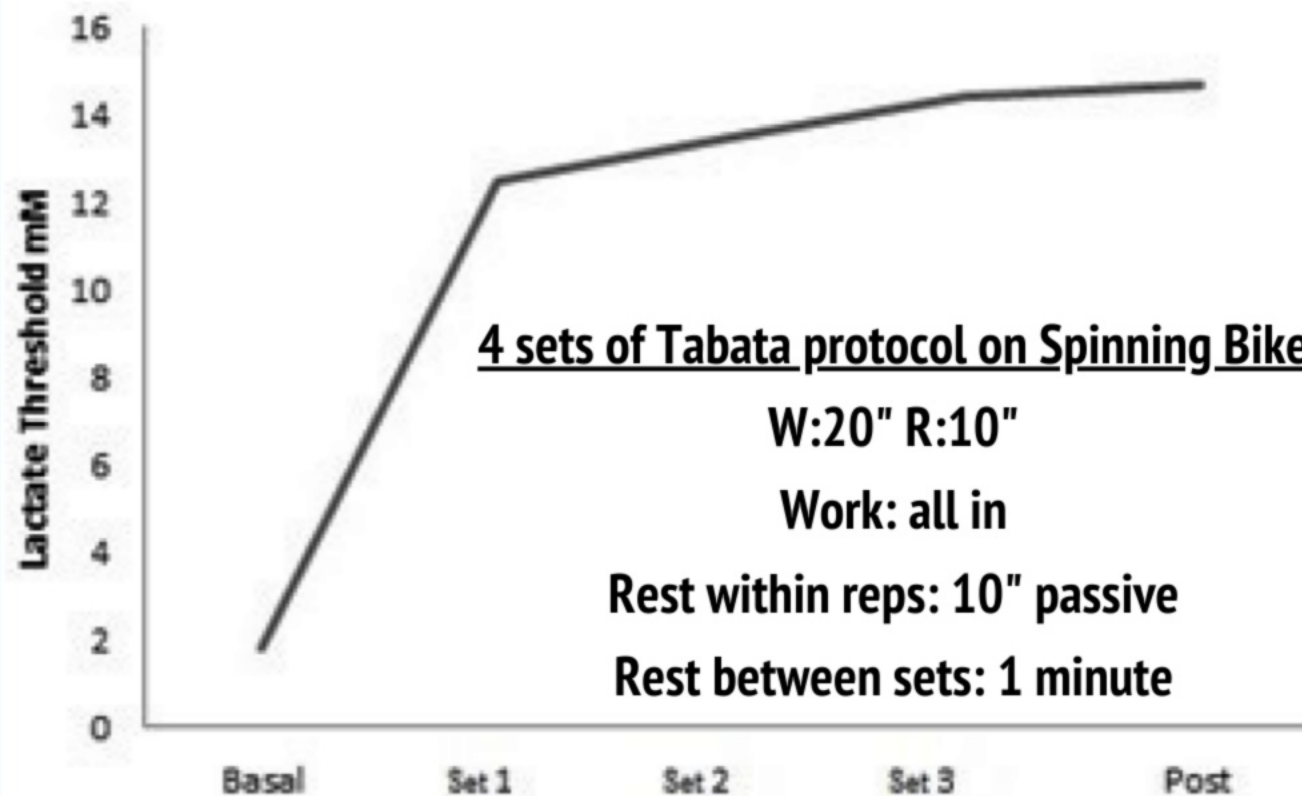 16
14
12
10
8
6
4
2
0
Lactate Threshold mM
4 sets of Tabata protocol on Spinning Bike
W:20" R:10"
Work: all in
Rest within reps: 10" passive
Rest between sets: 1 minute
Basal Set 1 Set 2 Set 3 Post